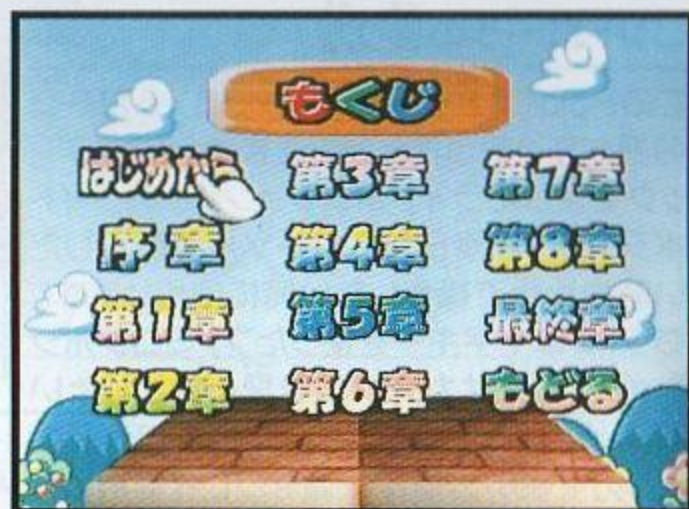 もくじ
はじめから
序章
第1章
第2章
第3章
第4章
第5章
第6章
第7章
第8章
最終章
もどる